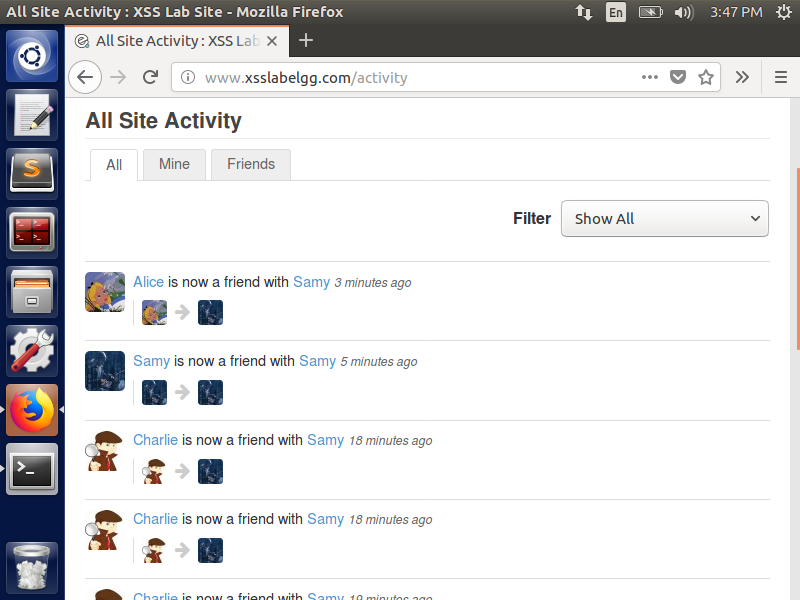 All Site Activity : XSS Lab Site - Mozilla Firefox
En
3:47 PM
All Site Activity : XSS Lab
www.xsslabelgg.com/activity
All Site Activity
All
Mine
Friends
Filter
Show All
Alice is now a friend with Samy 3 minutes ago
Samy is now a friend with Samy 5 minutes ago
Charlie is now a friend with Samy 18 minutes ago
Charlie is now a friend with Samy 18 minutes ago
Charlie is now a friend with Samy 19 minutes ago